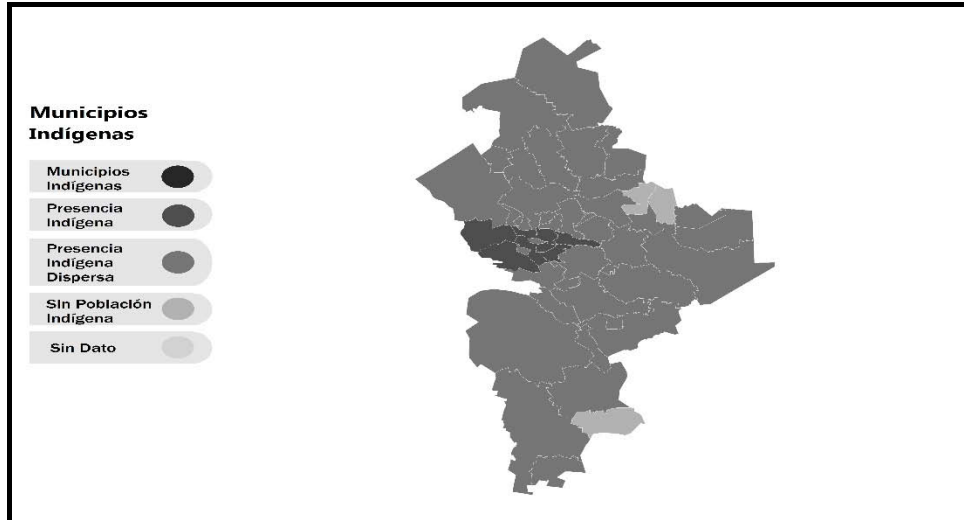 Municipios
Indígenas
Municipios
Indígenas
Presencia
Indígena
Presencia
Indígena
Dispersa
Sin Población
Indígena
Sin Dato